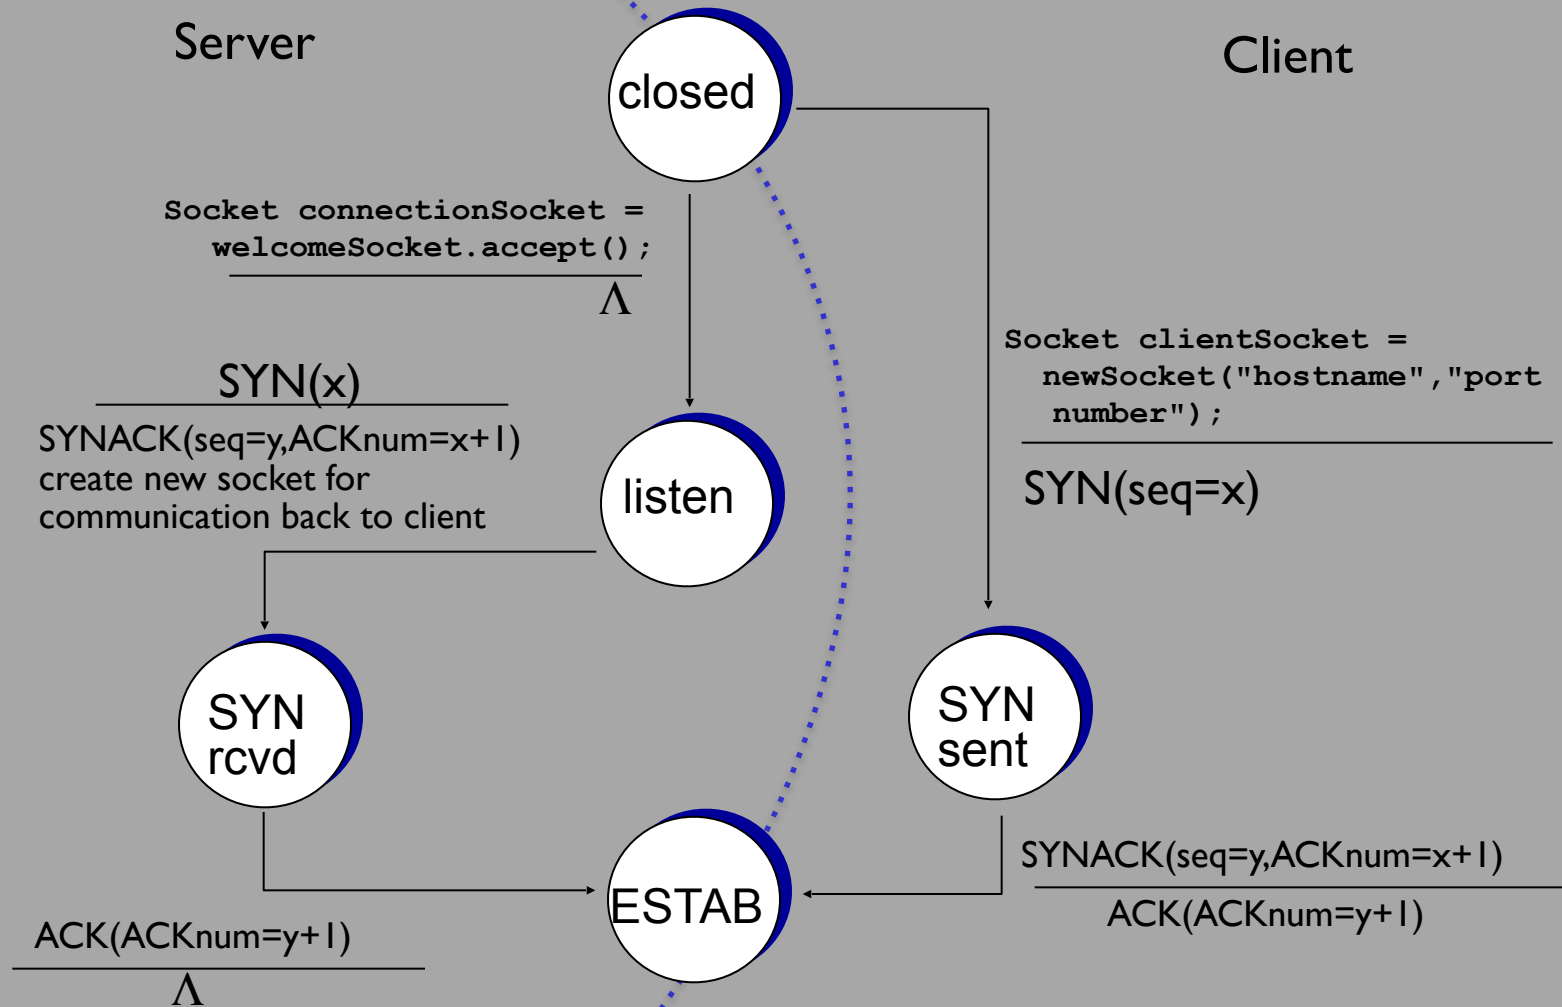 Server
Client
closed
Socket connectionSocket =
welcomeSocket.accept();
Λ
Socket clientSocket =
newSocket("hostname","port
number");
SYN(seq=x)
SYN(x)
SYNACK(seq=y,ACKnum=x+1)
create new socket for
communication back to client
listen
SYN
rcvd
SYN
sent
ESTAB
SYNACK(seq=y,ACKnum=x+1)
ACK(ACKnum=y+1)
ACK(ACKnum=y+1)
Λ